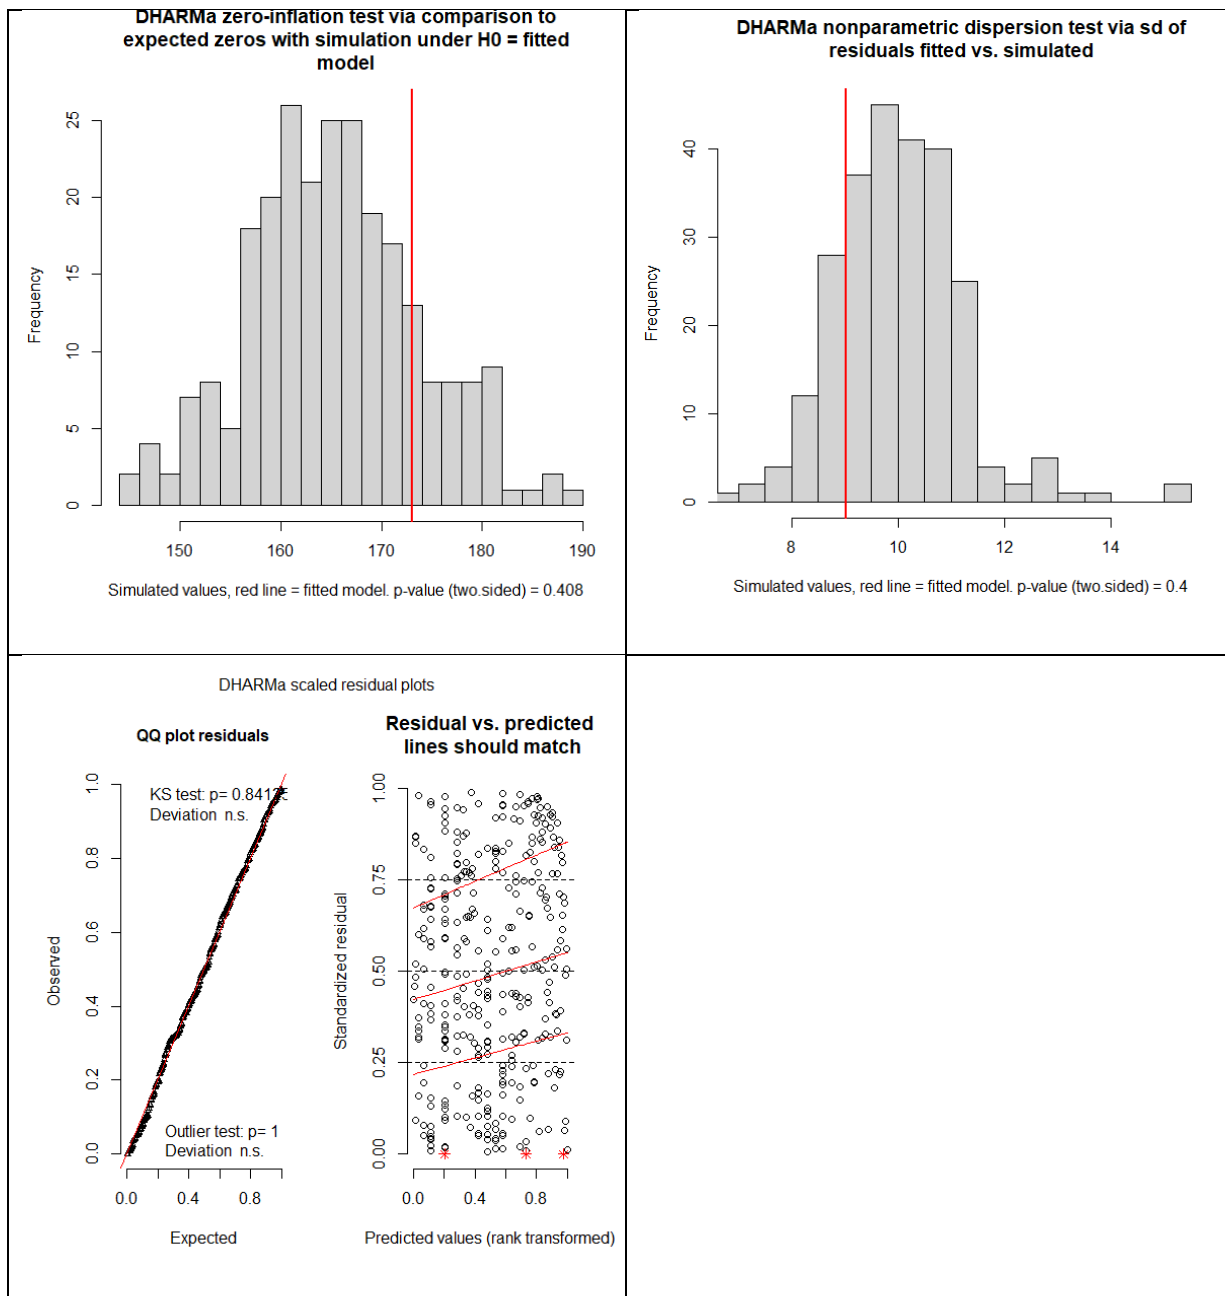 DHARMa zero-inflation test via comparison to
expected zeros with simulation under H0 = fitted
model
Frequency
0
5
10
15
20
25
150
160
170
180
190
Simulated values, red line = fitted model. p-value (two.sided) = 0.408
DHARMa nonparametric dispersion test via sd of
residuals fitted vs. simulated
Frequency
0
10
20
30
40
8
10
12
14
Simulated values, red line = fitted model. p-value (two.sided) = 0.4
DHARMa scaled residual plots
QQ plot residuals
KS test: p= 0.8413
Deviation n.s.
Outlier test: p= 1
Deviation n.s.
Observed
0.0
0.2
0.4
0.6
0.8
1.0
0.0
0.4
0.8
Expected
Residual vs. predicted
lines should match
Standardized residual
0.00
0.25
0.50
0.75
1.00
0.0
0.4
0.8
Predicted values (rank transformed)